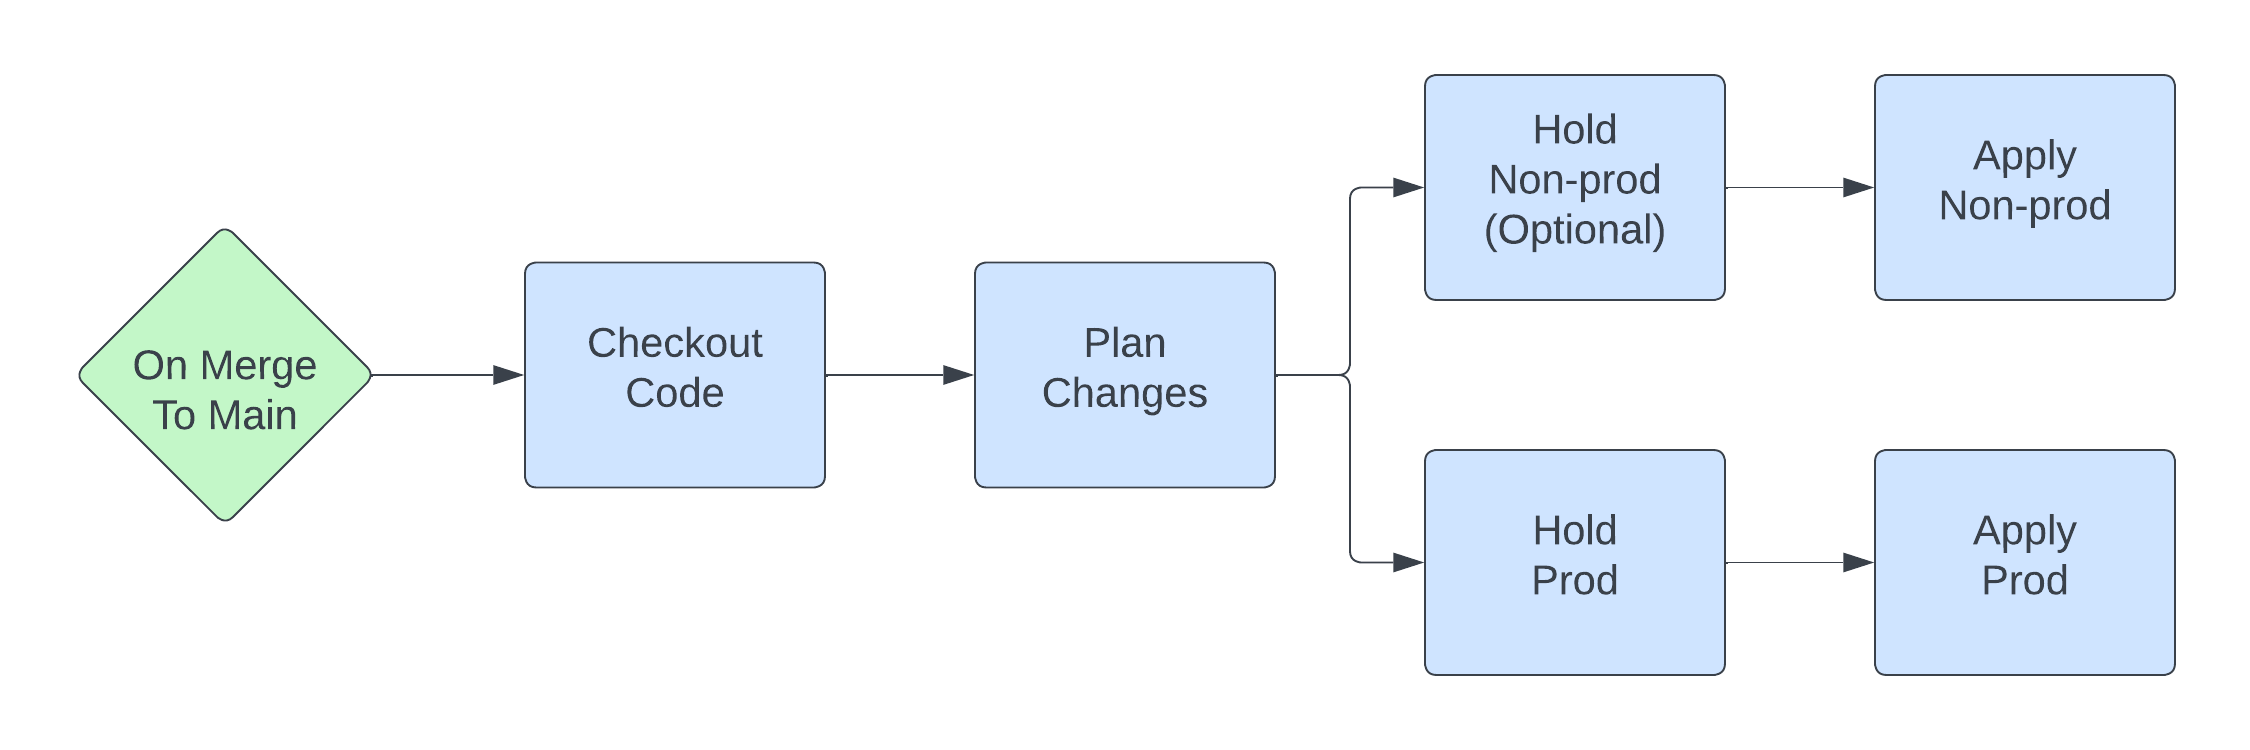 On Merge
To Main
Checkout
Code
Plan
Changes
Hold
Non-prod
(Optional)
Apply
Non-prod
Hold
Prod
Apply
Prod